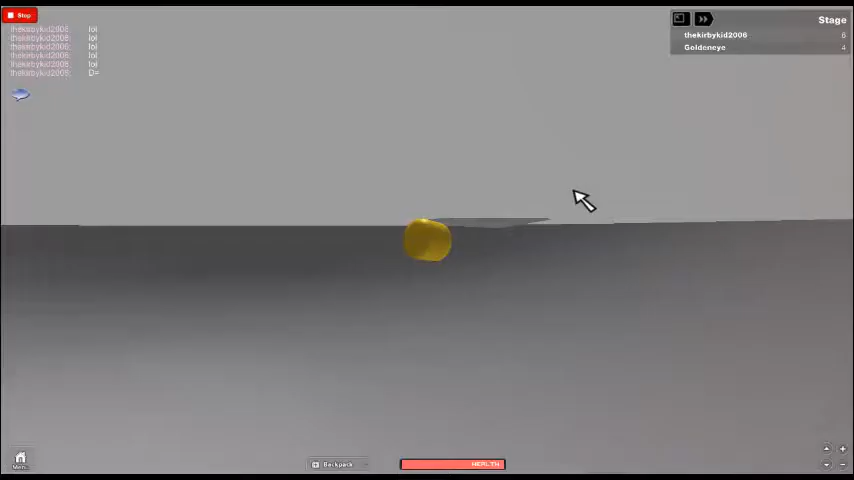 Stop
thekirbykid2006: lol
thekirbykid2006: lol
thekirbykid2006: lol
thekirbykid2006: lol
thekirbykid2006: lol
thekirbykid2006: D=
Stage
thekirbykid2006 6
Goldeneye 4
Menu
Backpack
HEALTH